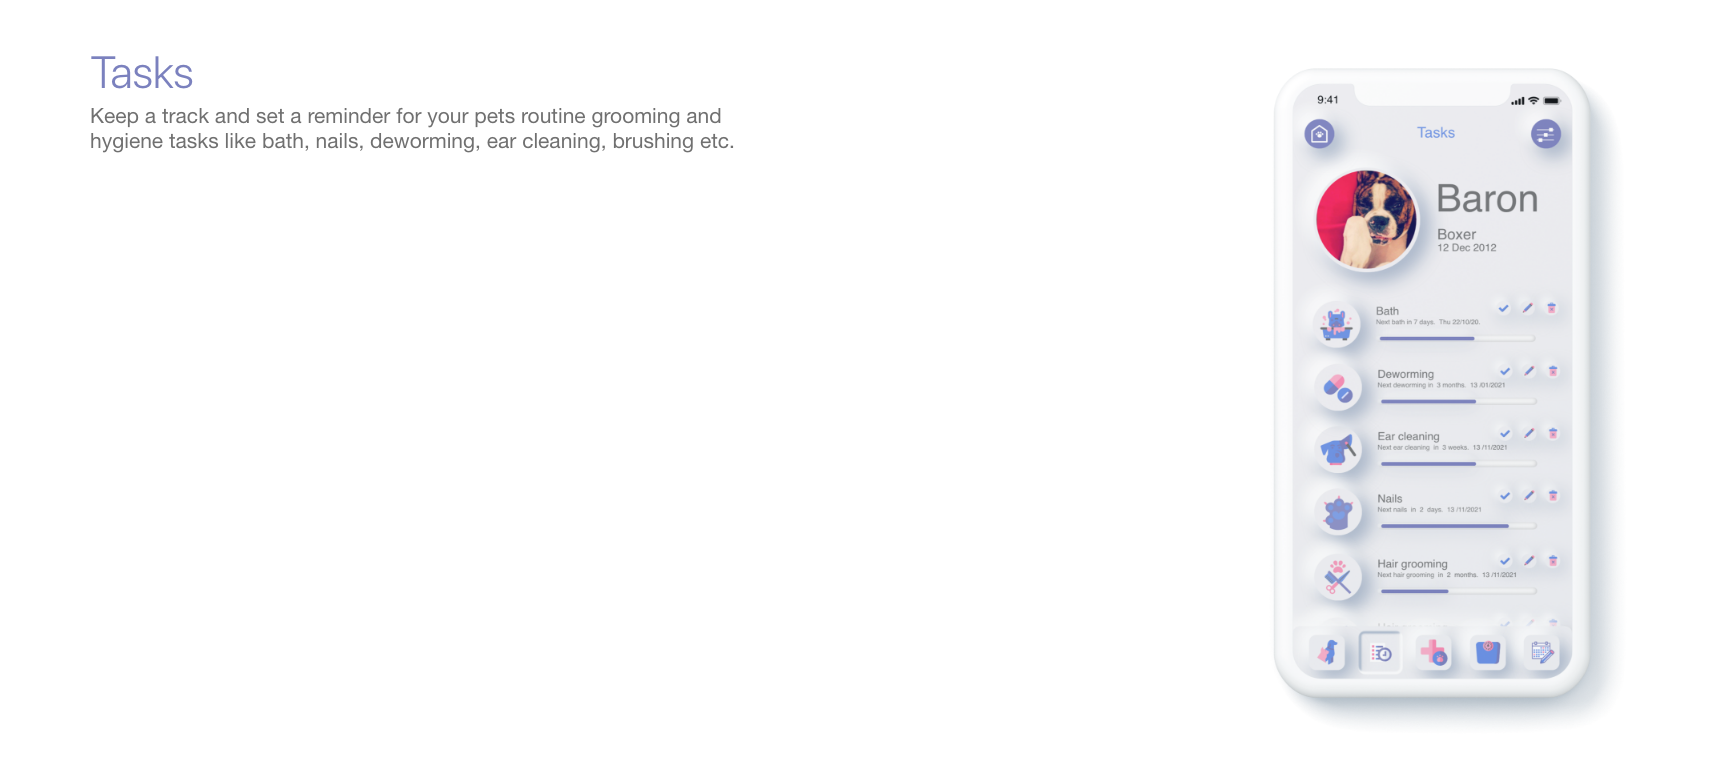 Tasks
Keep a track and set a reminder for your pets routine grooming and
hygiene tasks like bath, nails, deworming, ear cleaning, brushing etc.
9:41
Tasks
Baron
Boxer
12 Dec 2012
Bath
Next bath in 7 days. Thu 22/10/20.
Deworming
Next deworming in 3 months. 13 /01/2021
Ear cleaning
Next ear cleaning in 3 weeks. 13 /11/2021
Nails
Next nails in 2 days. 13 /11/2021
Hair grooming
Next hair grooming in 2 months. 13 /11/2021